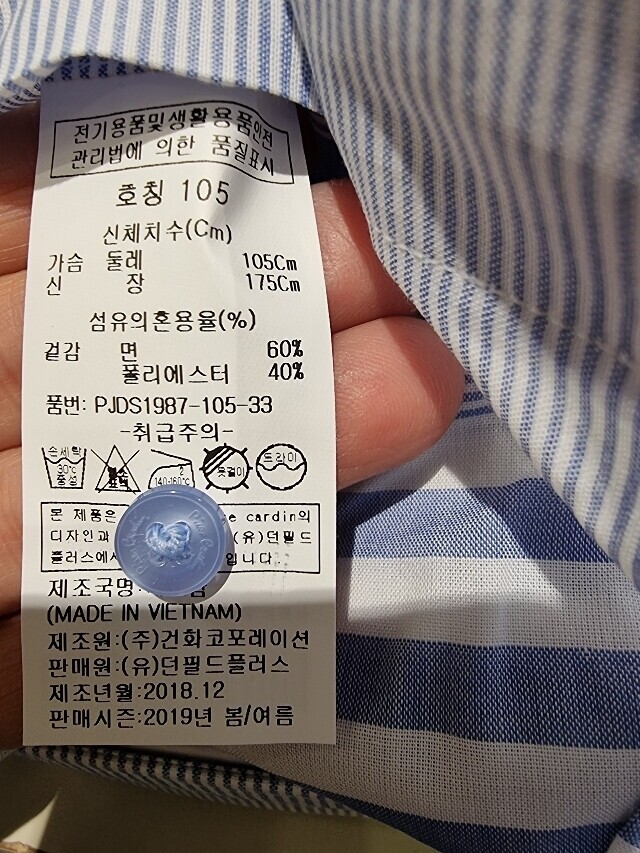 전기용품및생활용품안전
관리법에 의한 품질표시
호칭 105
신체치수(Cm)
가슴 둘레 105Cm
신 장 175Cm
섬유의혼용율(%)
겉감 면 60%
폴리에스터 40%
품번: PJDS1987-105-33
-취급주의-
손세탁
30℃
중성
2
140-160℃
옷걸이
드라이
본 제품은 cardin의
디자인과 (유)던필드
플러스에 입니다.
제조국명:
(MADE IN VIETNAM)
제조원:(주)건화코포레이션
판매원:(유)던필드플러스
제조년월:2018.12
판매시즌:2019년 봄/여름